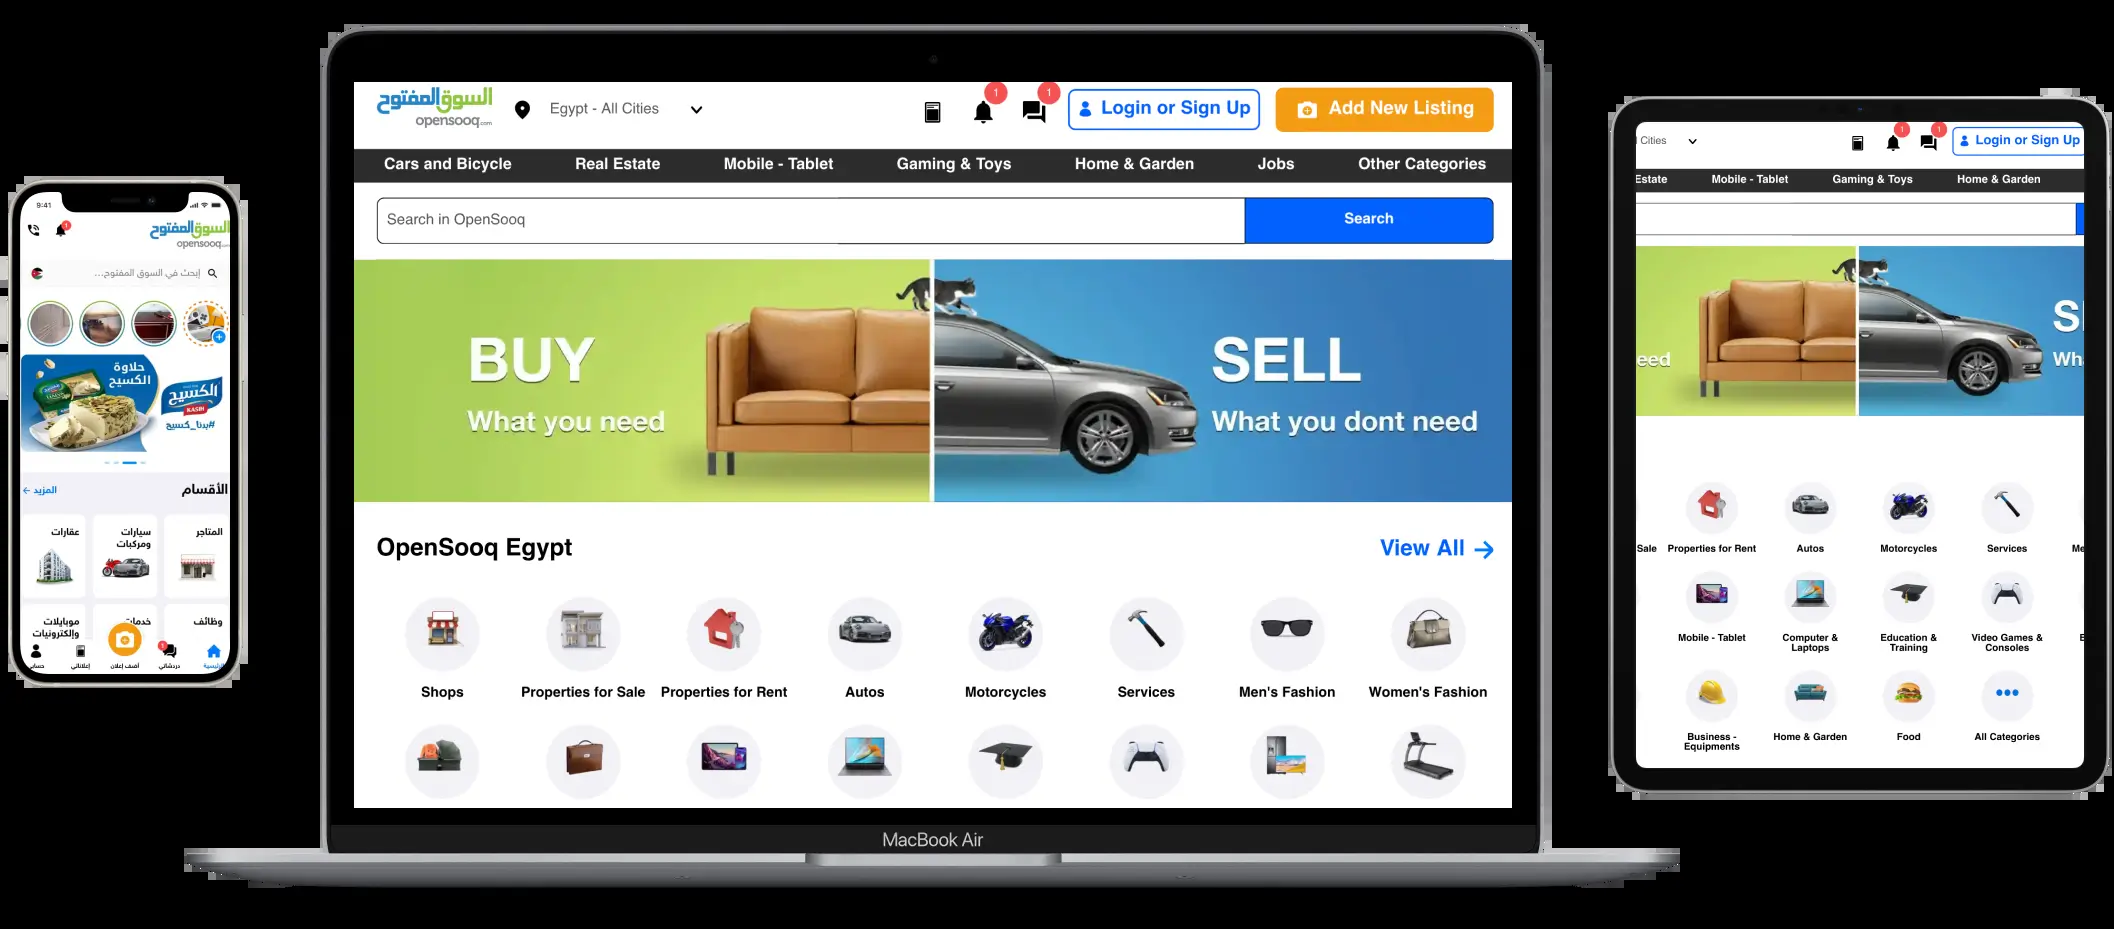 9:41
1
السوق المفتوح
opensooq.com
إبحث في السوق المفتوح...
حلاوة
الكسيح
الكسيح
KASIH
#بدنا_كسيح
الأقسام
المزيد
المتاجر
سيارات
ومركبات
عقارات
وظائف
خدمات
موبايلات
وإلكترونيات
الرئيسية
دردشاتي
أضف إعلان
إعلاناتي
حسابي
السوق المفتوح
opensooq.com
Egypt - All Cities
1
1
Login or Sign Up
Add New Listing
Cars and Bicycle
Real Estate
Mobile - Tablet
Gaming & Toys
Home & Garden
Jobs
Other Categories
Search in OpenSooq
Search
BUY
What you need
SELL
What you dont need
OpenSooq Egypt
View All
Shops
Properties for Sale
Properties for Rent
Autos
Motorcycles
Services
Men's Fashion
Women's Fashion
MacBook Air
Cities
1
1
Login or Sign Up
Estate
Mobile - Tablet
Gaming & Toys
Home & Garden
eed
S
Wh
Sale
Properties for Rent
Autos
Motorcycles
Services
Me
Mobile - Tablet
Computer &
Laptops
Education &
Training
Video Games &
Consoles
Business -
Equipments
Home & Garden
Food
All Categories